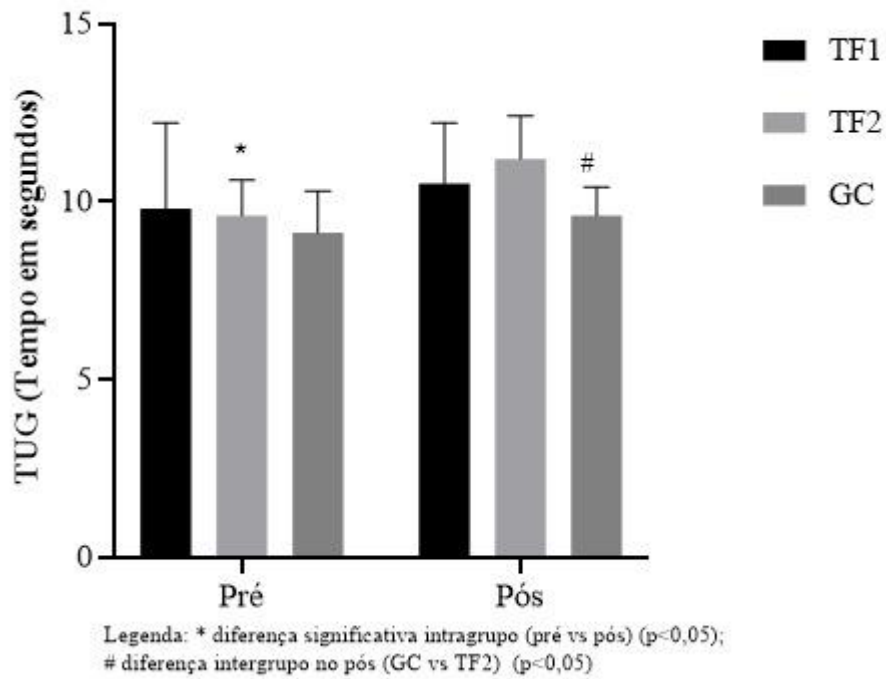 TUG (Tempo em segundos)
15
10
5
0
*
#
Pré
Pós
TF1
TF2
GC
Legenda: * diferença significativa intragrupo (pré vs pós) (p<0,05);
# diferença intergrupo no pós (GC vs TF2) (p<0,05)